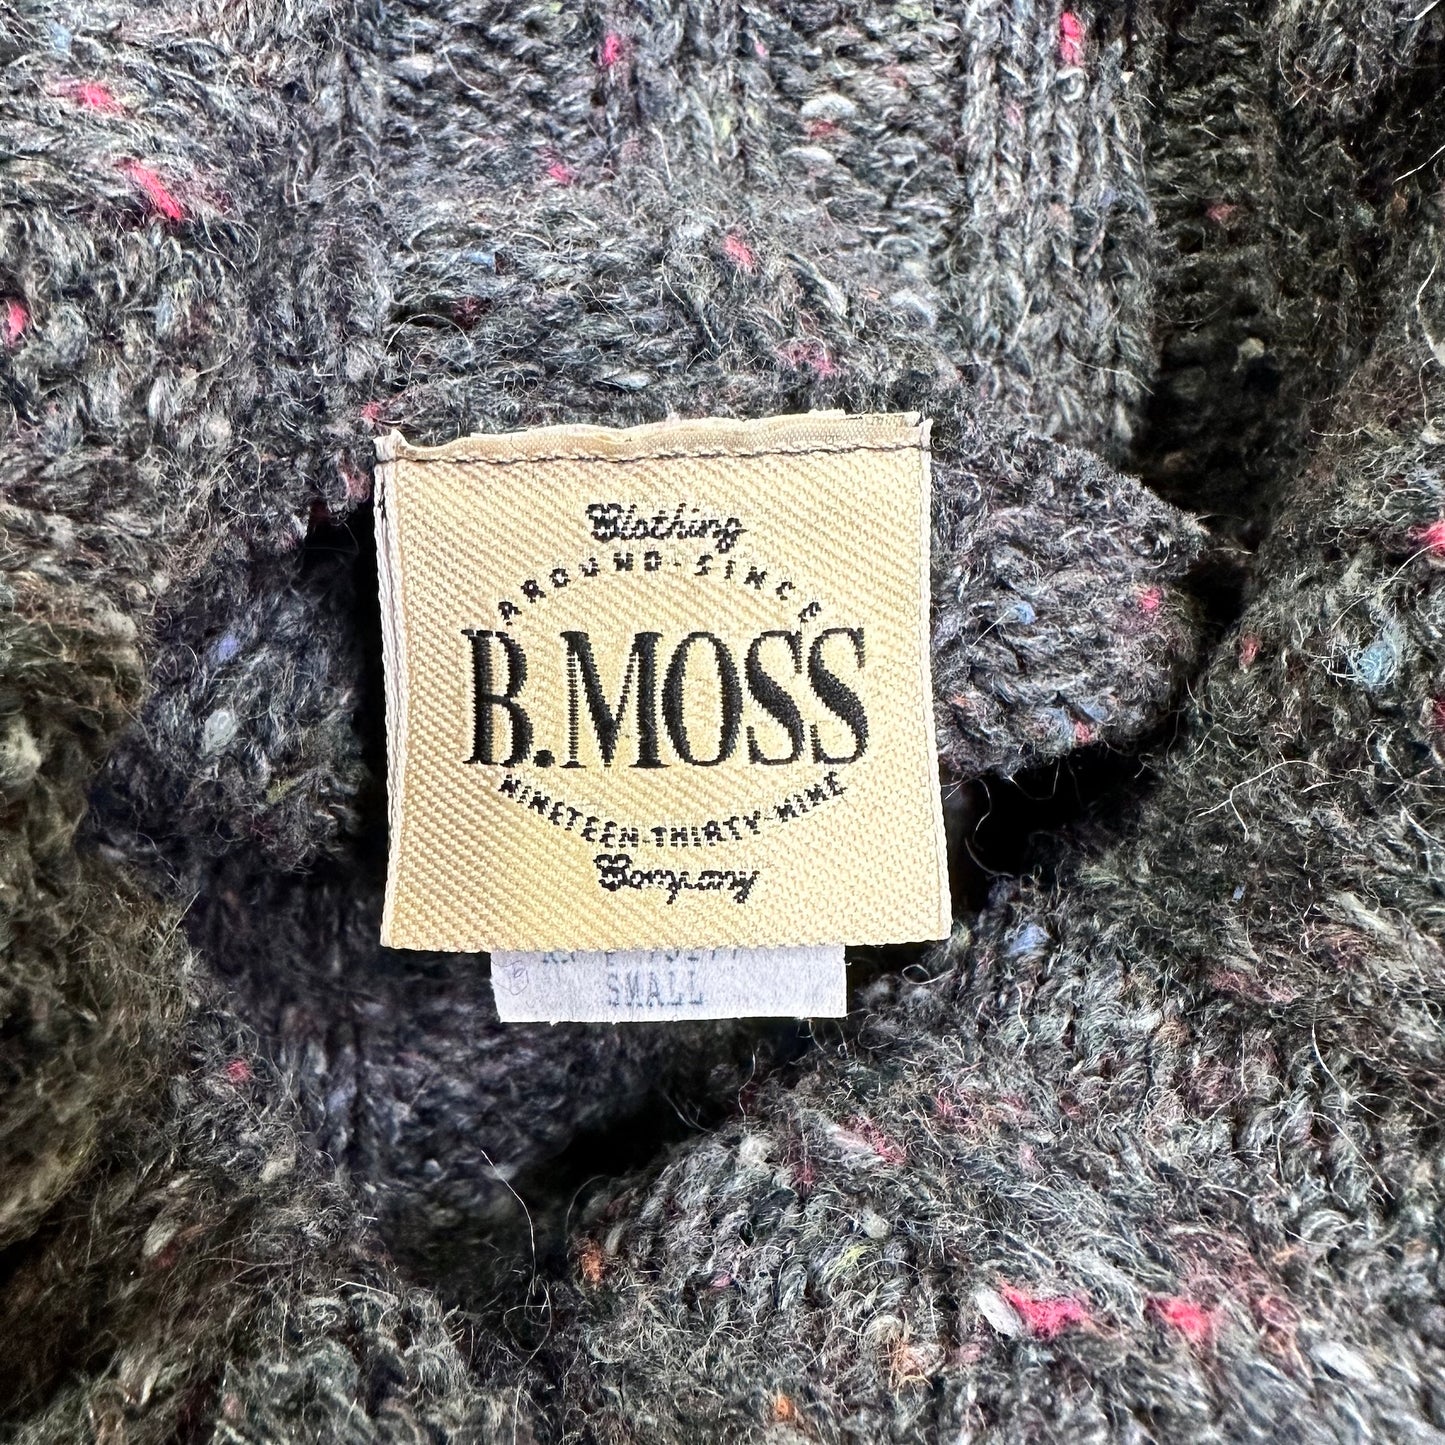 Clothing
AROUND-SINCE
B.MOSS
NINETEEN-THIRTY-NINE
Company
SMALL